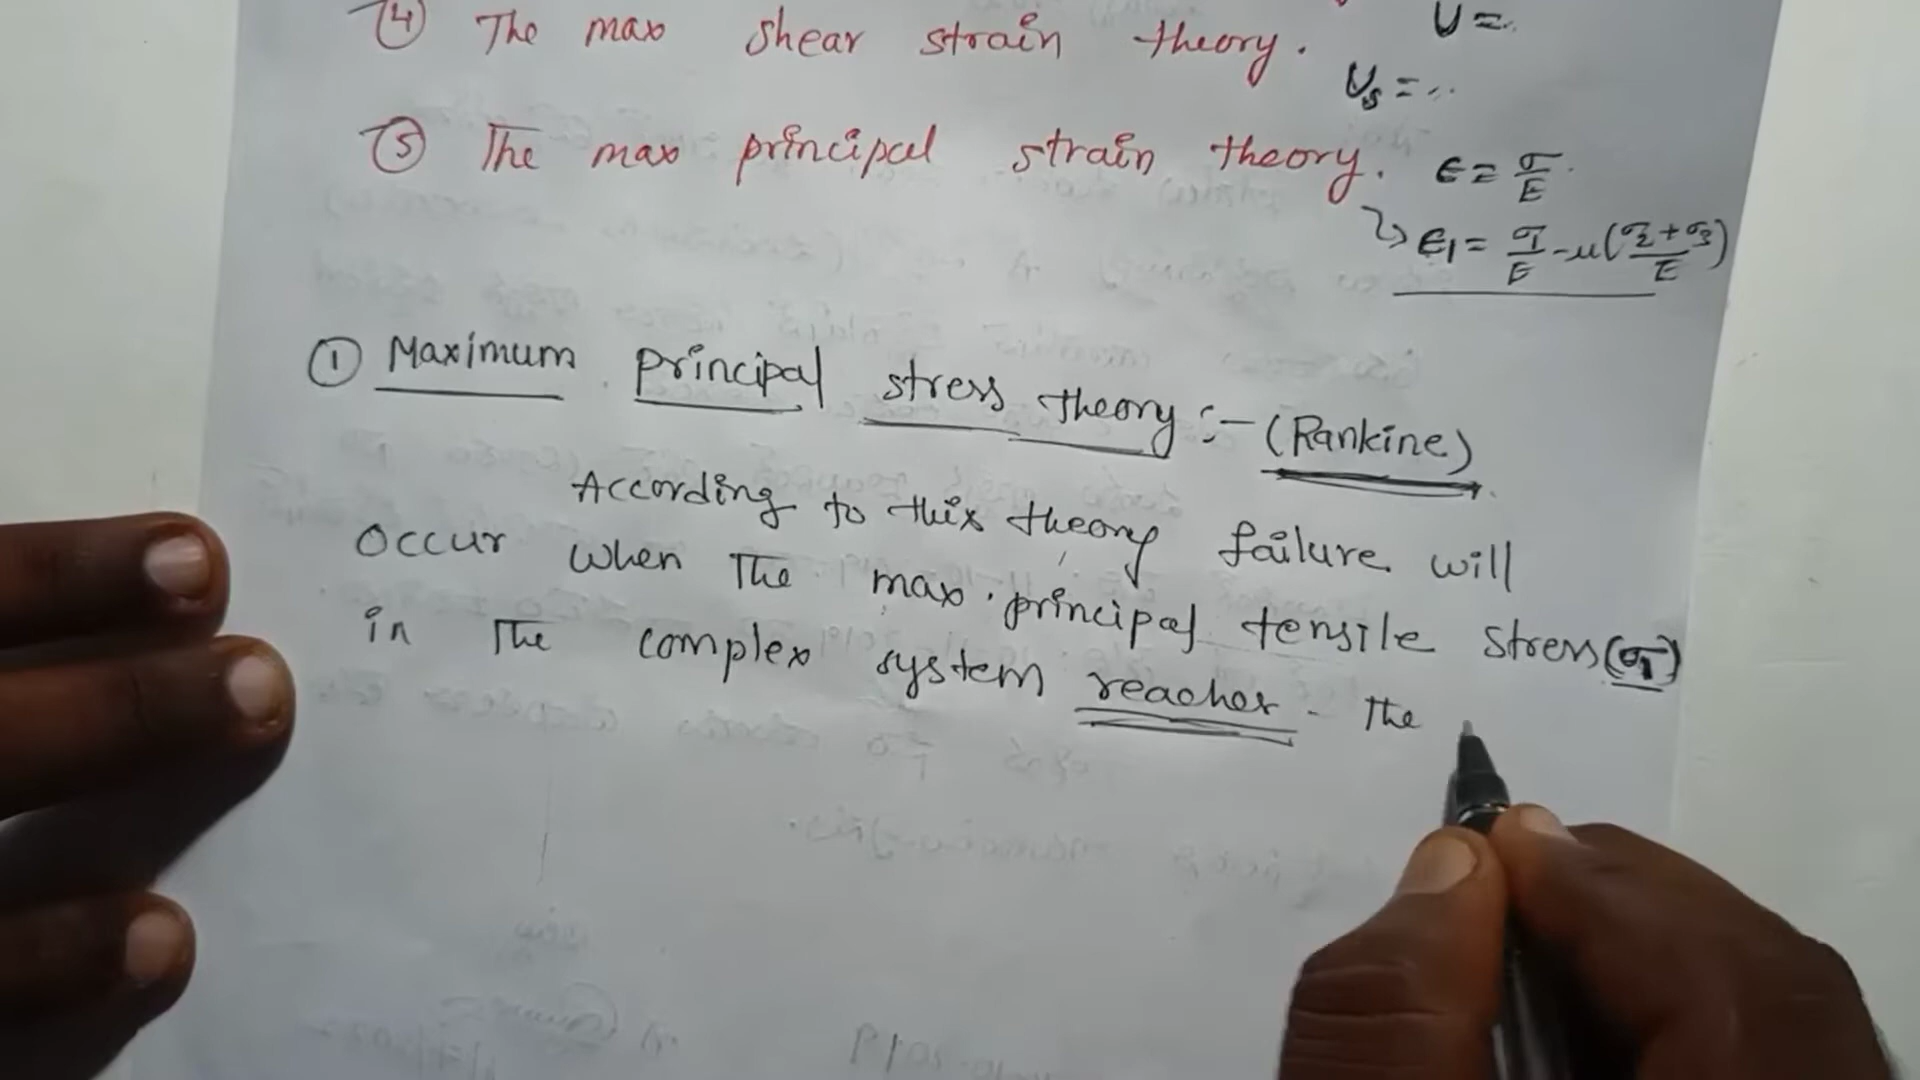 ④ The max shear strain theory.
U = ..
Us = ...
⑤ The max principal strain theory.
ϵ = σ/E
ϵ1 = σ1/E - μ(σ2+σ3/E)
① Maximum principal stress theory :- (Rankine)
According to this theory failure will
occur when The max. principal tensile stress (σ1)
in The complex system reaches The